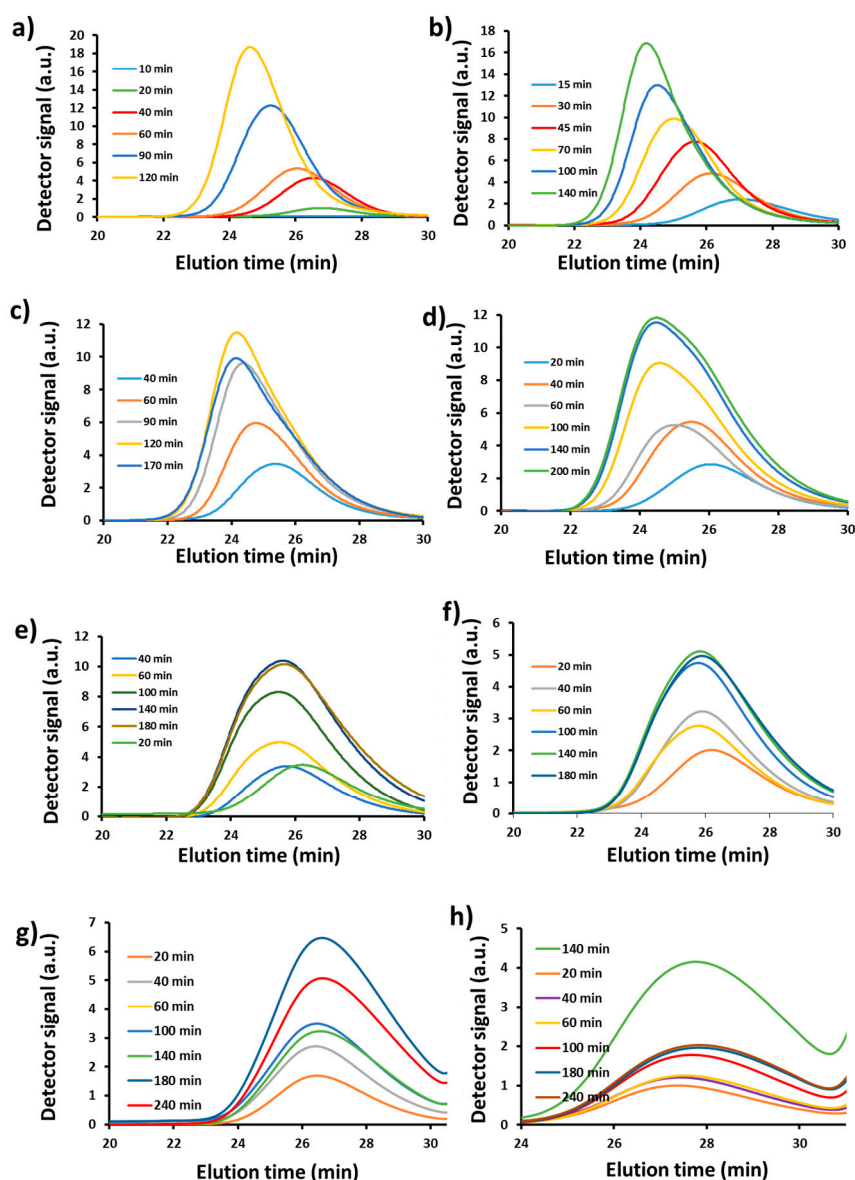 a)
Detector signal (a.u.)
20
18
16
14
12
10
8
6
4
2
0
10 min
20 min
40 min
60 min
90 min
120 min
20 22 24 26 28 30
Elution time (min)
b)
Detector signal (a.u.)
18
16
14
12
10
8
6
4
2
0
15 min
30 min
45 min
70 min
100 min
140 min
20 22 24 26 28 30
Elution time (min)
c)
Detector signal (a.u.)
12
10
8
6
4
2
0
40 min
60 min
90 min
120 min
170 min
20 22 24 26 28 30
Elution time (min)
d)
Detector signal (a.u.)
12
10
8
6
4
2
0
20 min
40 min
60 min
100 min
140 min
200 min
20 22 24 26 28 30
Elution time (min)
e)
Detector signal (a.u.)
12
10
8
6
4
2
0
40 min
60 min
100 min
140 min
180 min
20 min
20 22 24 26 28 30
Elution time (min)
f)
Detector signal (a.u.)
6
5
4
3
2
1
0
20 min
40 min
60 min
100 min
140 min
180 min
20 22 24 26 28 30
Elution time (min)
g)
Detector signal (a.u.)
7
6
5
4
3
2
1
0
20 min
40 min
60 min
100 min
140 min
180 min
240 min
20 22 24 26 28 30
Elution time (min)
h)
Detector signal (a.u.)
5
4
3
2
1
0
140 min
20 min
40 min
60 min
100 min
180 min
240 min
24 26 28 30
Elution time (min)